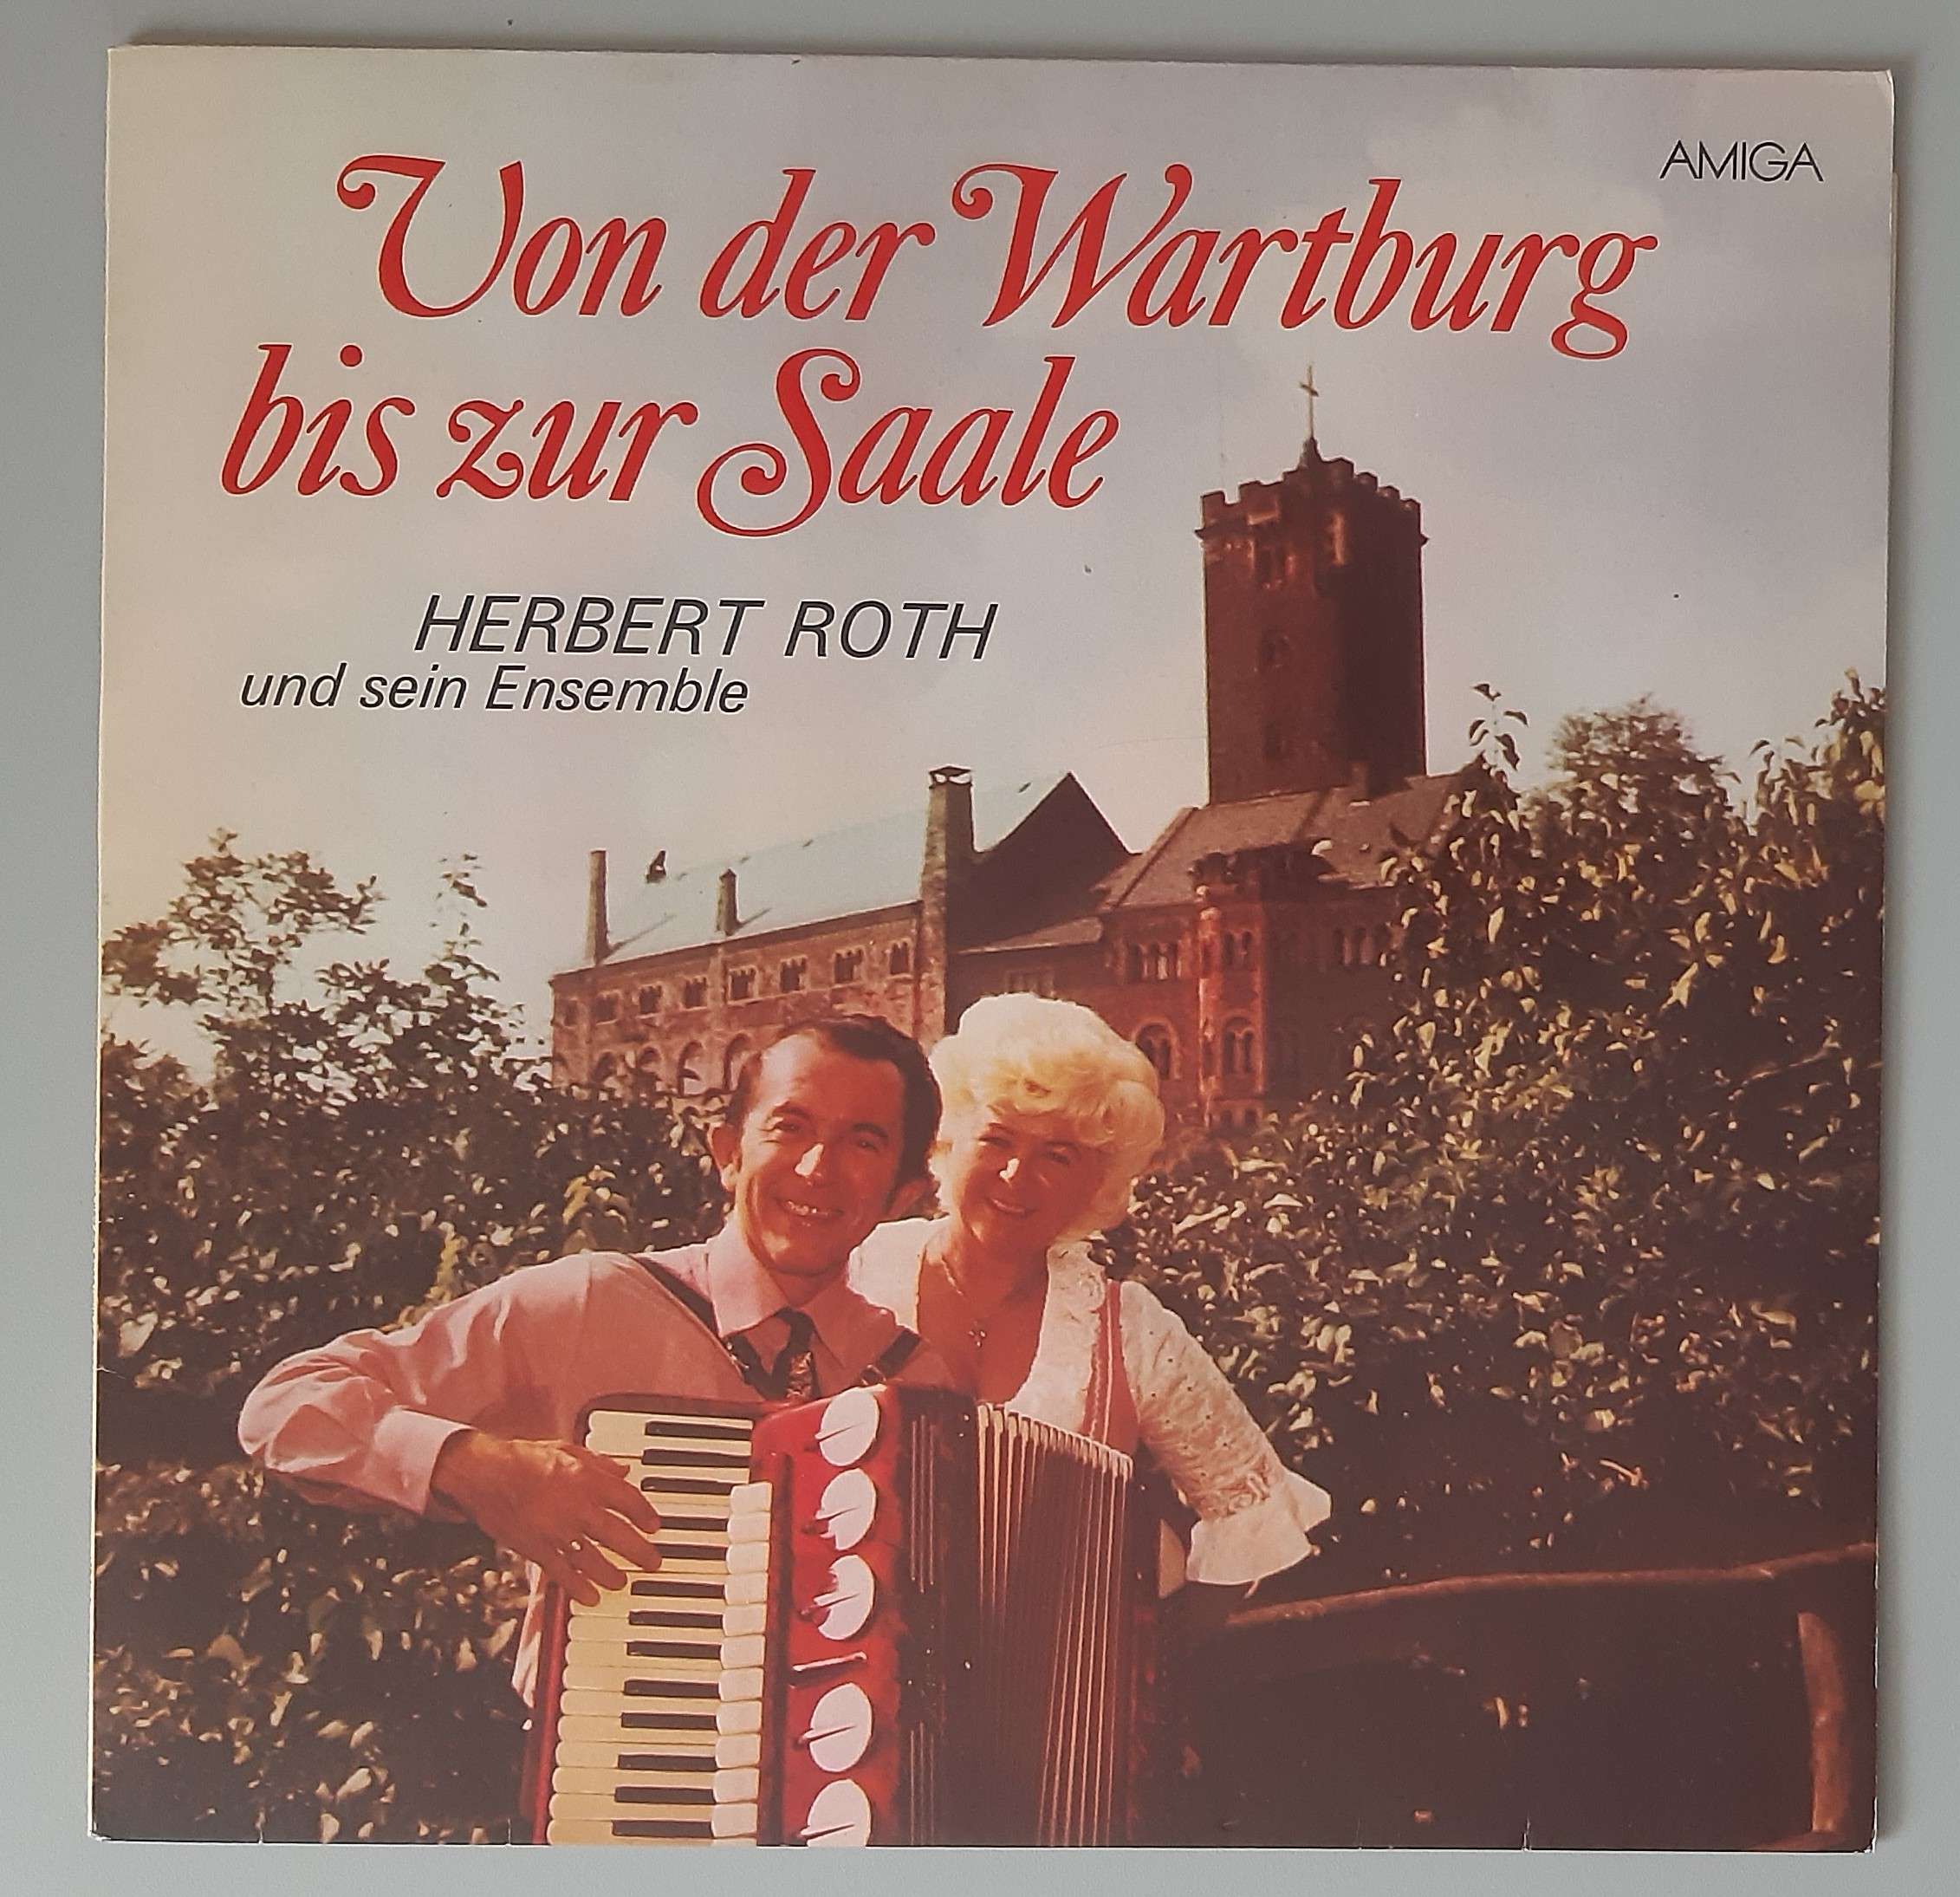 AMIGA
Von der Wartburg
bis zur Saale
HERBERT ROTH
und sein Ensemble